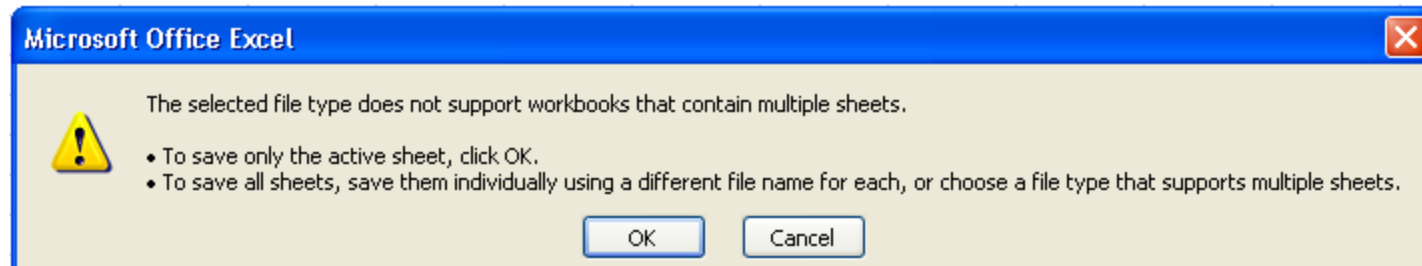 Microsoft Office Excel
The selected file type does not support workbooks that contain multiple sheets.
• To save only the active sheet, click OK.
• To save all sheets, save them individually using a different file name for each, or choose a file type that supports multiple sheets.
OK Cancel